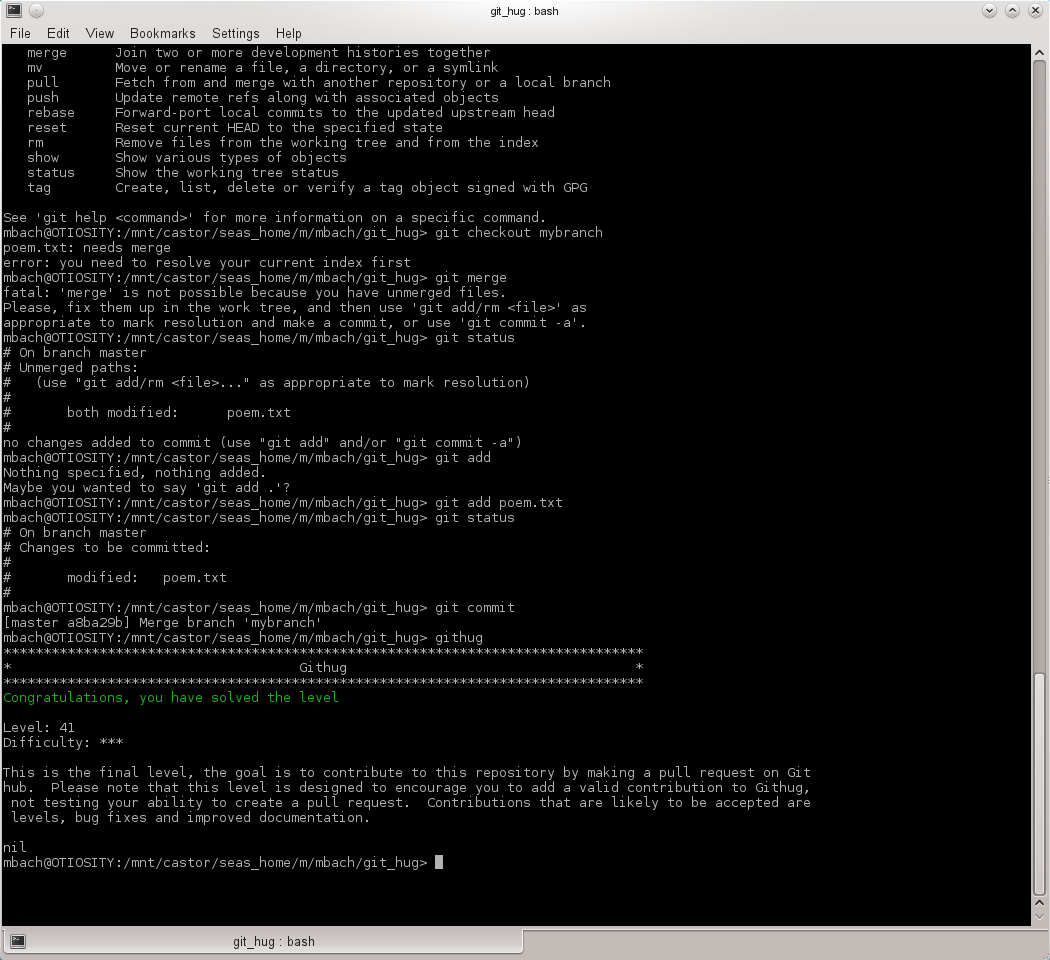 git_hug : bash
File Edit View Bookmarks Settings Help
   merge      Join two or more development histories together
   mv         Move or rename a file, a directory, or a symlink
   pull       Fetch from and merge with another repository or a local branch
   push       Update remote refs along with associated objects
   rebase     Forward-port local commits to the updated upstream head
   reset      Reset current HEAD to the specified state
   rm         Remove files from the working tree and from the index
   show       Show various types of objects
   status     Show the working tree status
   tag        Create, list, delete or verify a tag object signed with GPG

See 'git help <command>' for more information on a specific command.
mbach@OTIOSITY:/mnt/castor/seas_home/m/mbach/git_hug> git checkout mybranch
poem.txt: needs merge
error: you need to resolve your current index first
mbach@OTIOSITY:/mnt/castor/seas_home/m/mbach/git_hug> git merge
fatal: 'merge' is not possible because you have unmerged files.
Please, fix them up in the work tree, and then use 'git add/rm <file>' as
appropriate to mark resolution and make a commit, or use 'git commit -a'.
mbach@OTIOSITY:/mnt/castor/seas_home/m/mbach/git_hug> git status
# On branch master
# Unmerged paths:
#   (use "git add/rm <file>..." as appropriate to mark resolution)
#
#       both modified:      poem.txt
#
no changes added to commit (use "git add" and/or "git commit -a")
mbach@OTIOSITY:/mnt/castor/seas_home/m/mbach/git_hug> git add
Nothing specified, nothing added.
Maybe you wanted to say 'git add .'?
mbach@OTIOSITY:/mnt/castor/seas_home/m/mbach/git_hug> git add poem.txt
mbach@OTIOSITY:/mnt/castor/seas_home/m/mbach/git_hug> git status
# On branch master
# Changes to be committed:
#
#       modified:   poem.txt
#
mbach@OTIOSITY:/mnt/castor/seas_home/m/mbach/git_hug> git commit
[master a8ba29b] Merge branch 'mybranch'
mbach@OTIOSITY:/mnt/castor/seas_home/m/mbach/git_hug> githug
********************************************************************************
*                                    Githug                                    *
********************************************************************************
Congratulations, you have solved the level

Level: 41
Difficulty: ***

This is the final level, the goal is to contribute to this repository by making a pull request on Git
hub.  Please note that this level is designed to encourage you to add a valid contribution to Githug,
 not testing your ability to create a pull request.  Contributions that are likely to be accepted are
 levels, bug fixes and improved documentation.

nil
mbach@OTIOSITY:/mnt/castor/seas_home/m/mbach/git_hug>
git_hug : bash